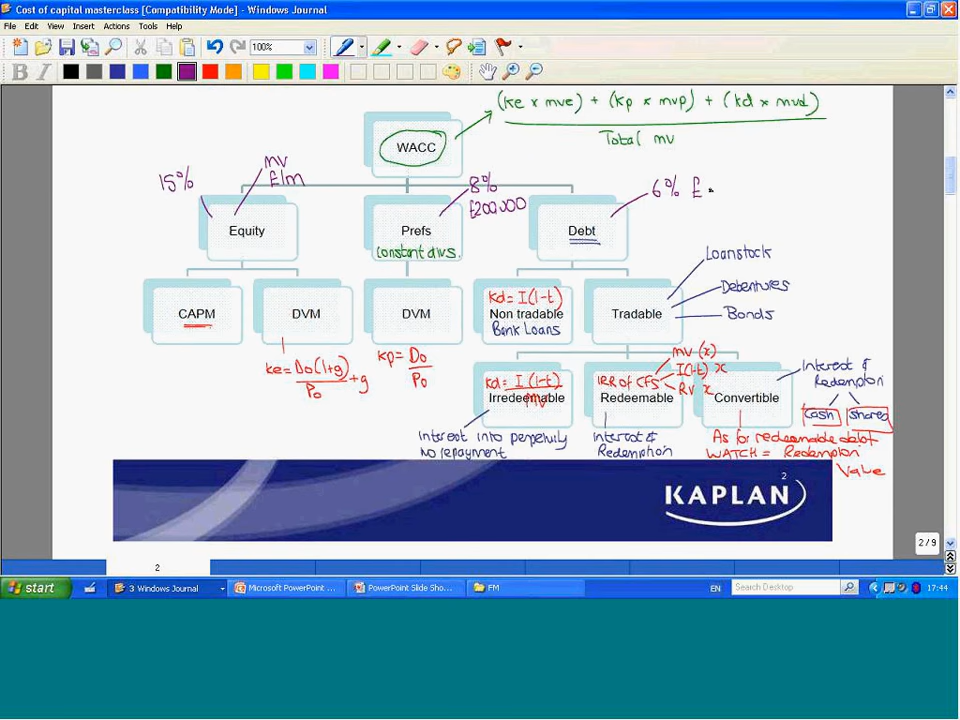 Cost of capital masterclass [Compatibility Mode] - Windows Journal
File Edit View Insert Actions Tools Help
100%
B I
(Ke x mve) + (Kp x mvp) + (Kd x mvd)
Total mv
WACC
15%
mv
£1m
8%
£200,000
6% £
Equity
Prefs
constant divs.
Debt
Loanstock
Debentures
Bonds
CAPM
DVM
DVM
Kd = I(1-t)
Non tradable
Bank Loans
Tradable
Ke = Do(1+g) + g
Po
Kp = Do
Po
Kd = I(1-t)
mv
Irredeemable
IRR of CFS
mv (x)
I(1-t) x
RV x
Redeemable
Convertible
Interest &
Redemption
Cash
Shares
Interest into perpetuity
No repayment
Interest &
Redemption
As for redeemable debt
WATCH = Redemption
Value
2
KAPLAN
2 / 9
2
start
3 Windows Journal
Microsoft PowerPoint ...
PowerPoint Slide Sho...
FM
EN
Search Desktop
17:44